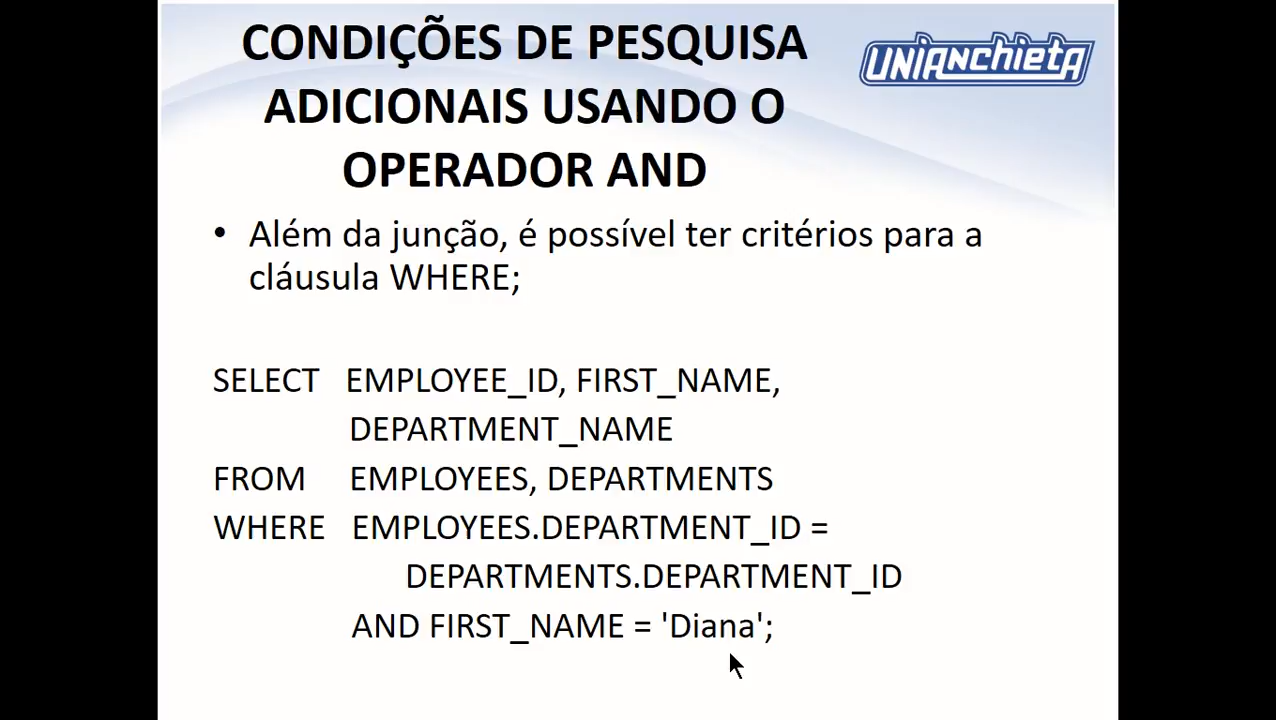 CONDIÇÕES DE PESQUISA
ADICIONAIS USANDO O
OPERADOR AND
UNIANCHIETA
• Além da junção, é possível ter critérios para a
cláusula WHERE;
SELECT EMPLOYEE_ID, FIRST_NAME,
DEPARTMENT_NAME
FROM EMPLOYEES, DEPARTMENTS
WHERE EMPLOYEES.DEPARTMENT_ID =
DEPARTMENTS.DEPARTMENT_ID
AND FIRST_NAME = 'Diana';